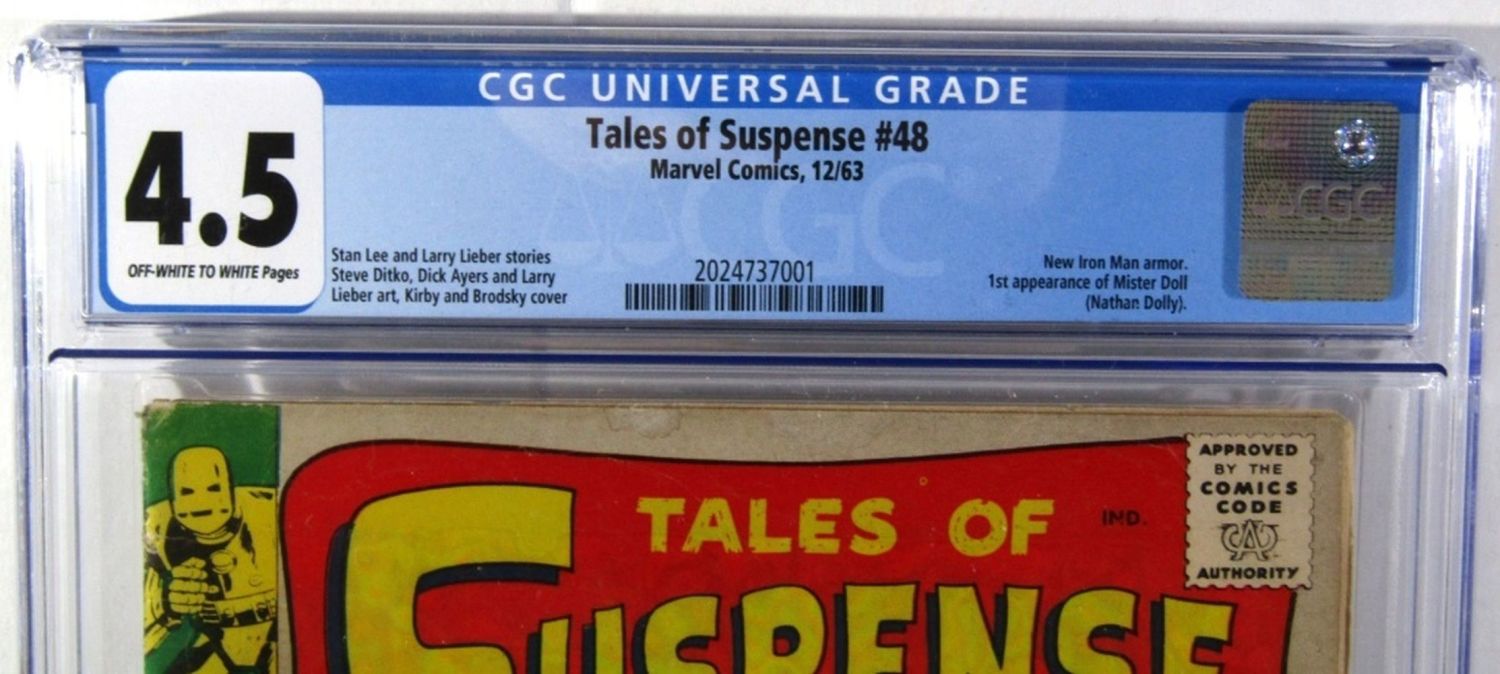 CGC UNIVERSAL GRADE
4.5
OFF-WHITE TO WHITE Pages
Tales of Suspense #48
Marvel Comics, 12/63
Stan Lee and Larry Lieber stories
Steve Ditko, Dick Ayers and Larry
Lieber art, Kirby and Brodsky cover
2024737001
New Iron Man armor.
1st appearance of Mister Doll
(Nathan Dolly).
CGC
CGC
TALES OF
IND.
SUSPENSE
APPROVED
BY THE
COMICS
CODE
CA
AUTHORITY